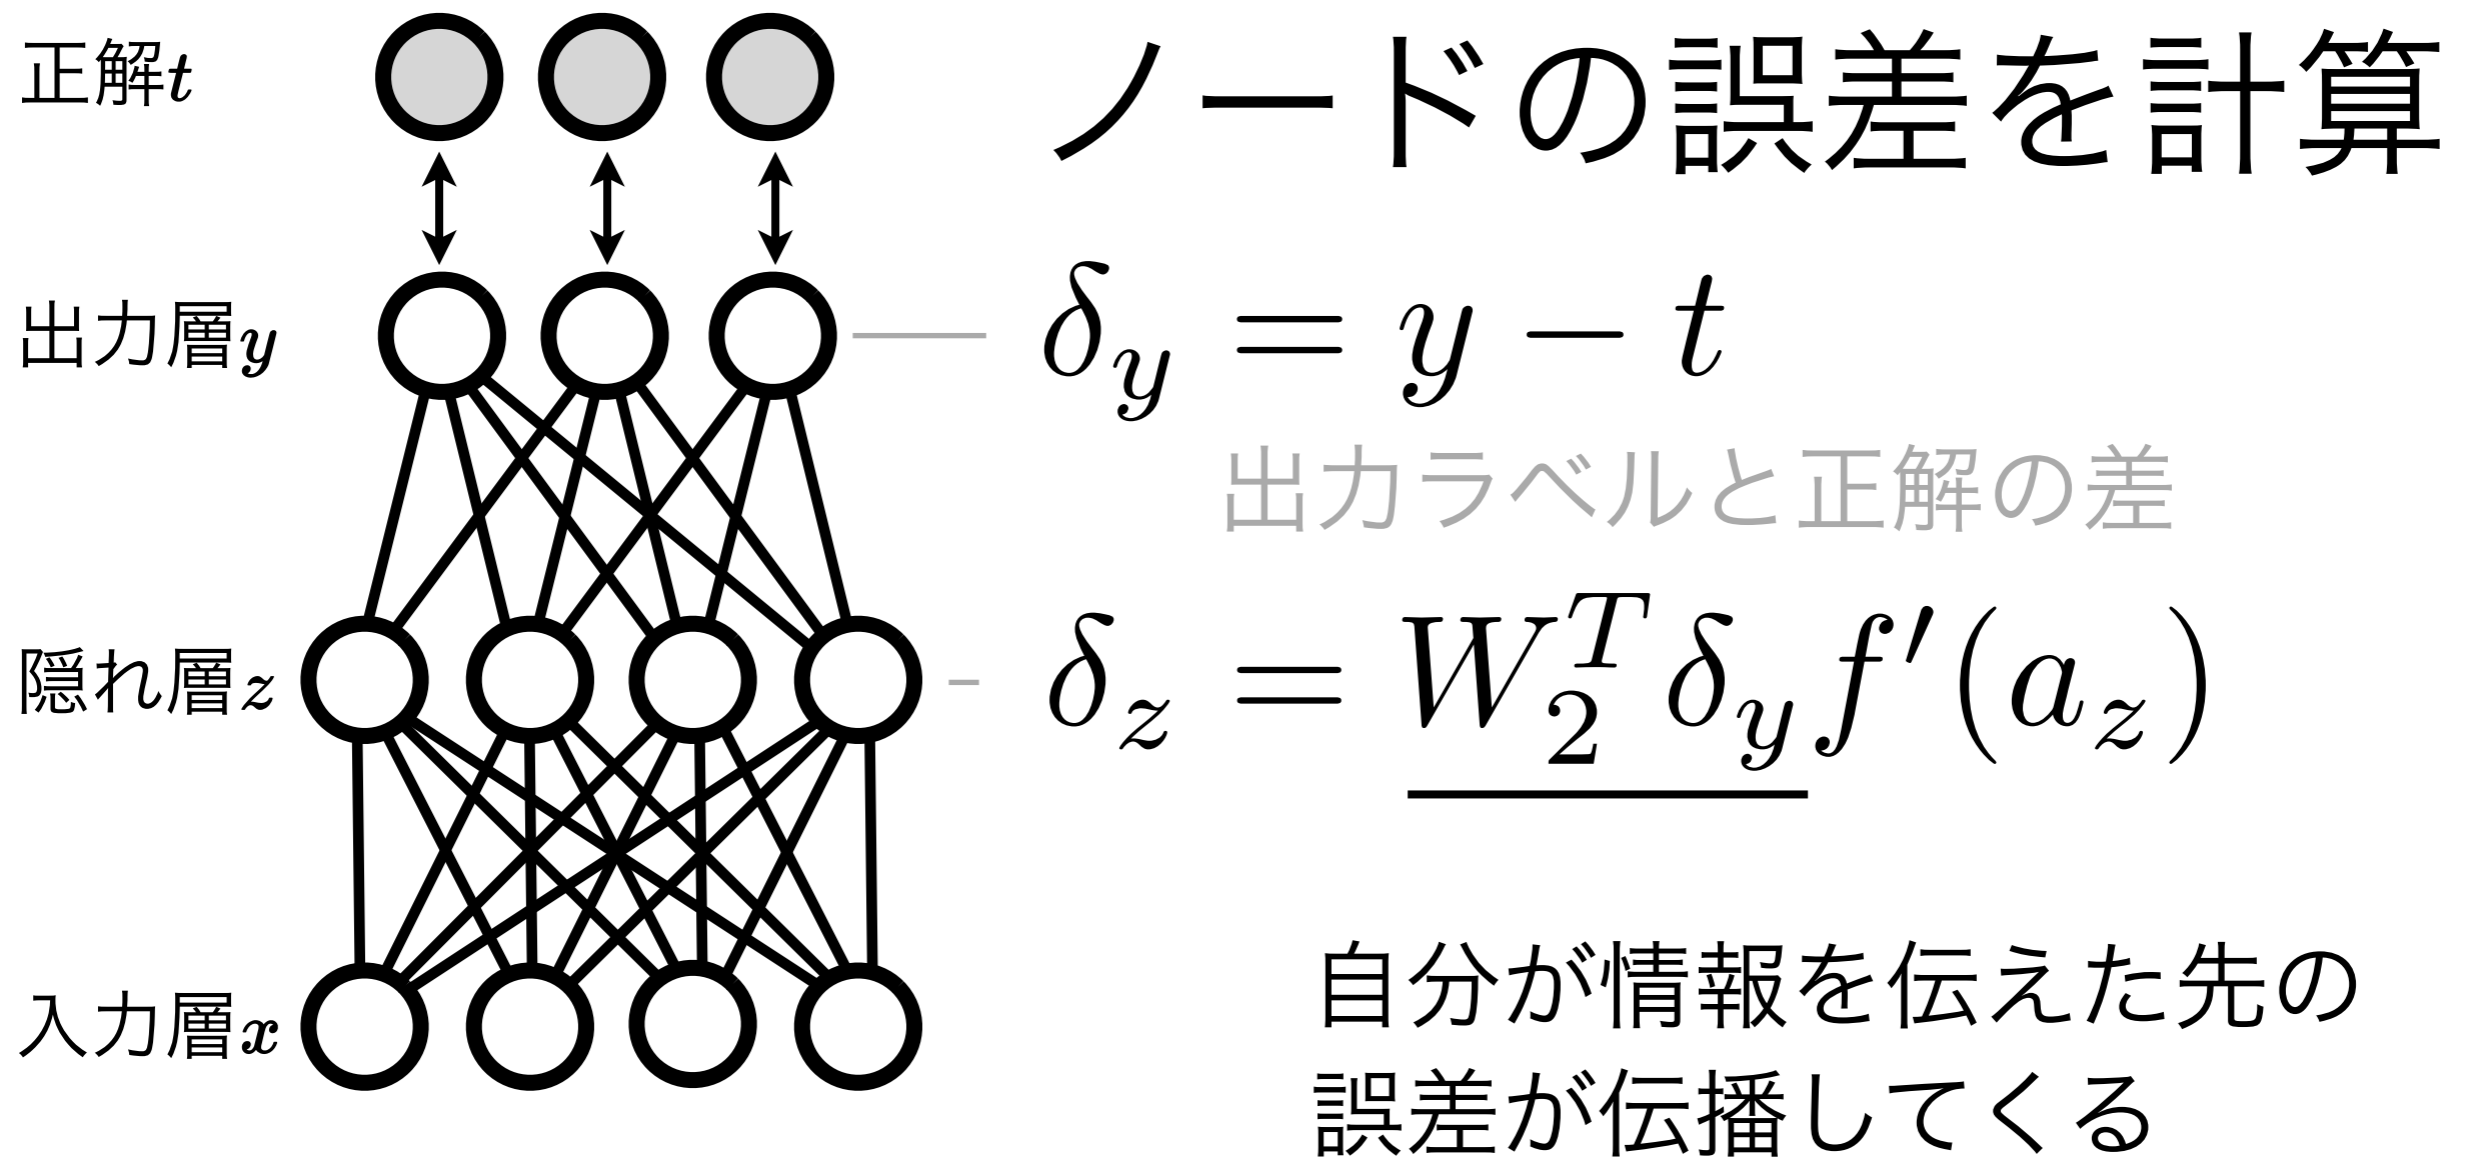 正解t
ノードの誤差を計算
出力層y
δ_y = y − t
出力ラベルと正解の差
隠れ層z
δ_z = W_2^T δ_y f′(a_z)
自分が情報を伝えた先の
誤差が伝播してくる
入力層x